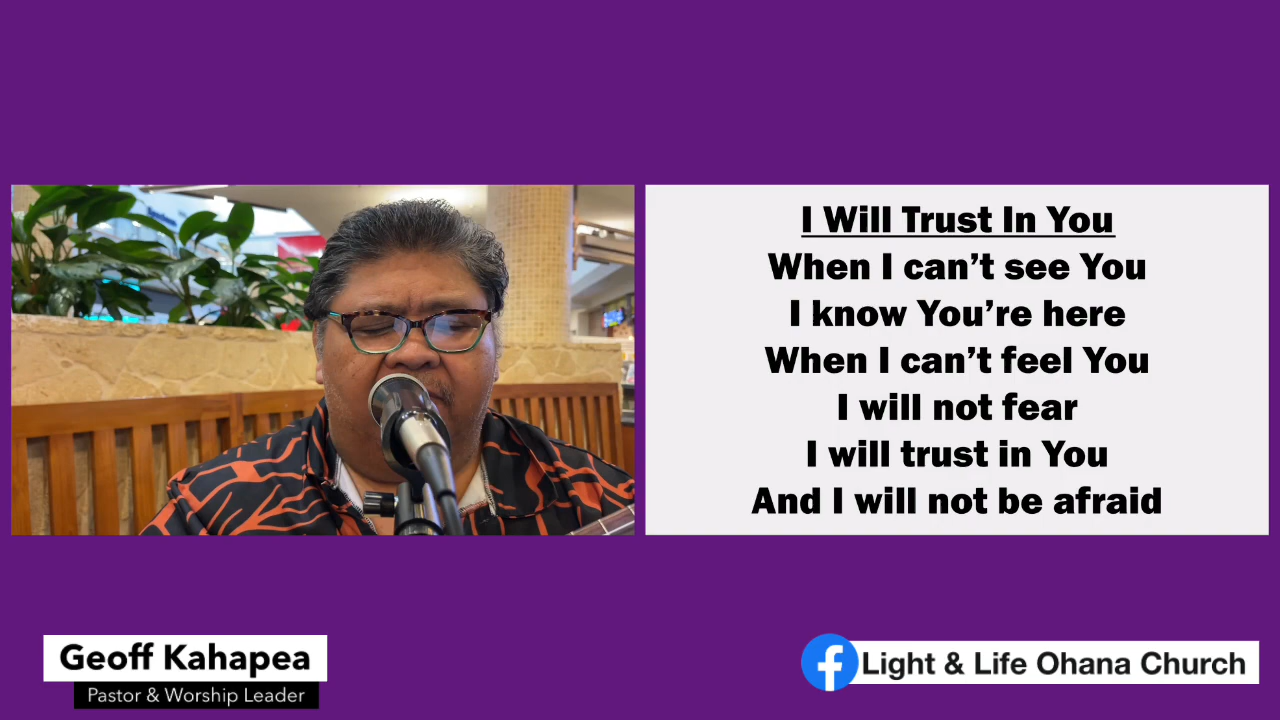 I Will Trust In You
When I can’t see You
I know You’re here
When I can’t feel You
I will not fear
I will trust in You
And I will not be afraid
Geoff Kahapea
Pastor & Worship Leader
Light & Life Ohana Church